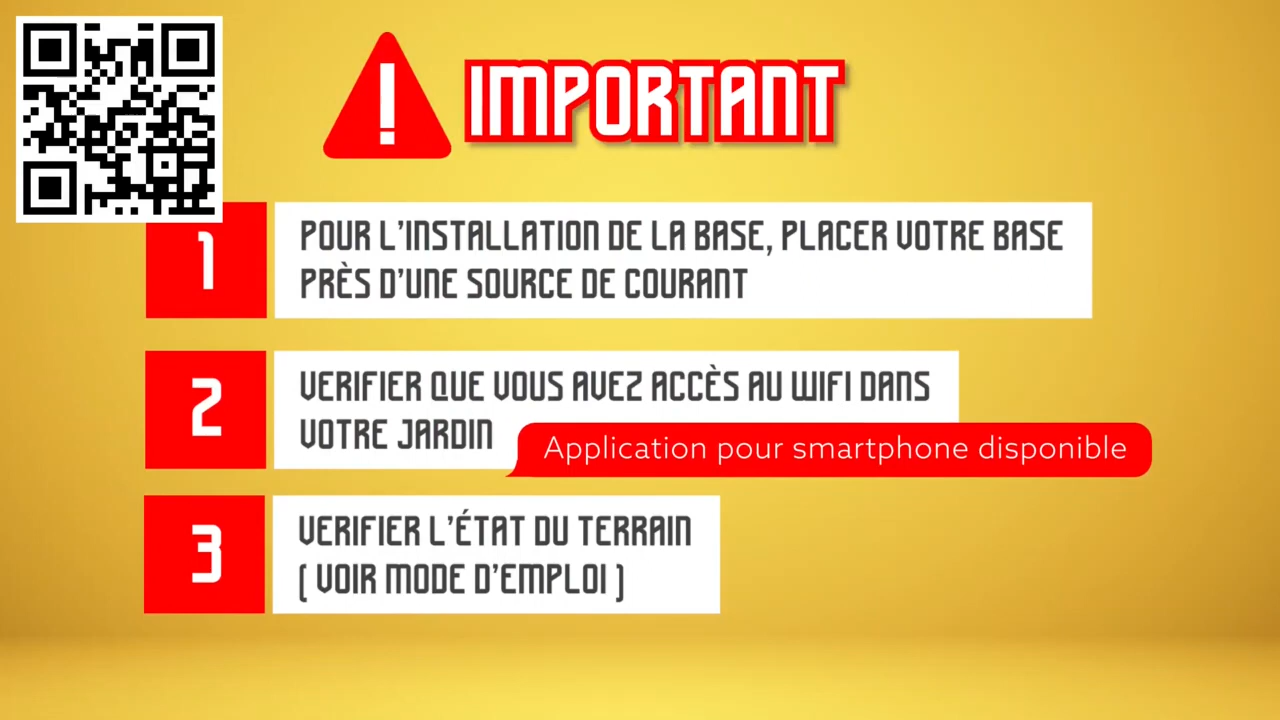 IMPORTANT
1
POUR L'INSTALLATION DE LA BASE, PLACER VOTRE BASE
PRÈS D'UNE SOURCE DE COURANT
2
VERIFIER QUE VOUS AVEZ ACCÈS AU WIFI DANS
VOTRE JARDIN
Application pour smartphone disponible
3
VERIFIER L'ÉTAT DU TERRAIN
( VOIR MODE D'EMPLOI )